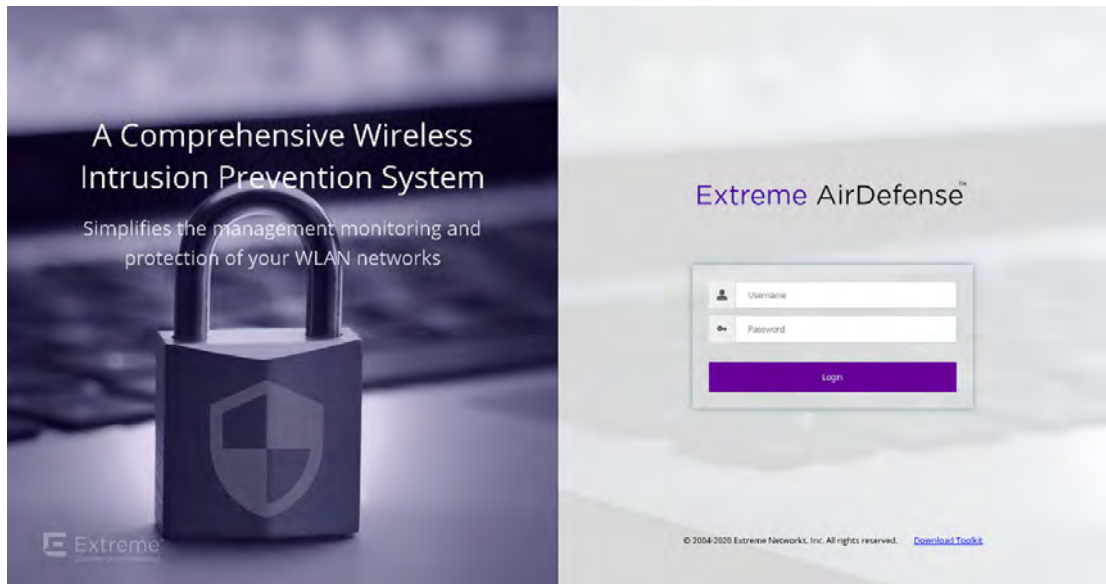 A Comprehensive Wireless
Intrusion Prevention System
Simplifies the management monitoring and
protection of your WLAN networks
Extreme
Extreme AirDefense™
Username
Password
Login
© 2004-2020 Extreme Networks, Inc. All rights reserved. Download Toolkit